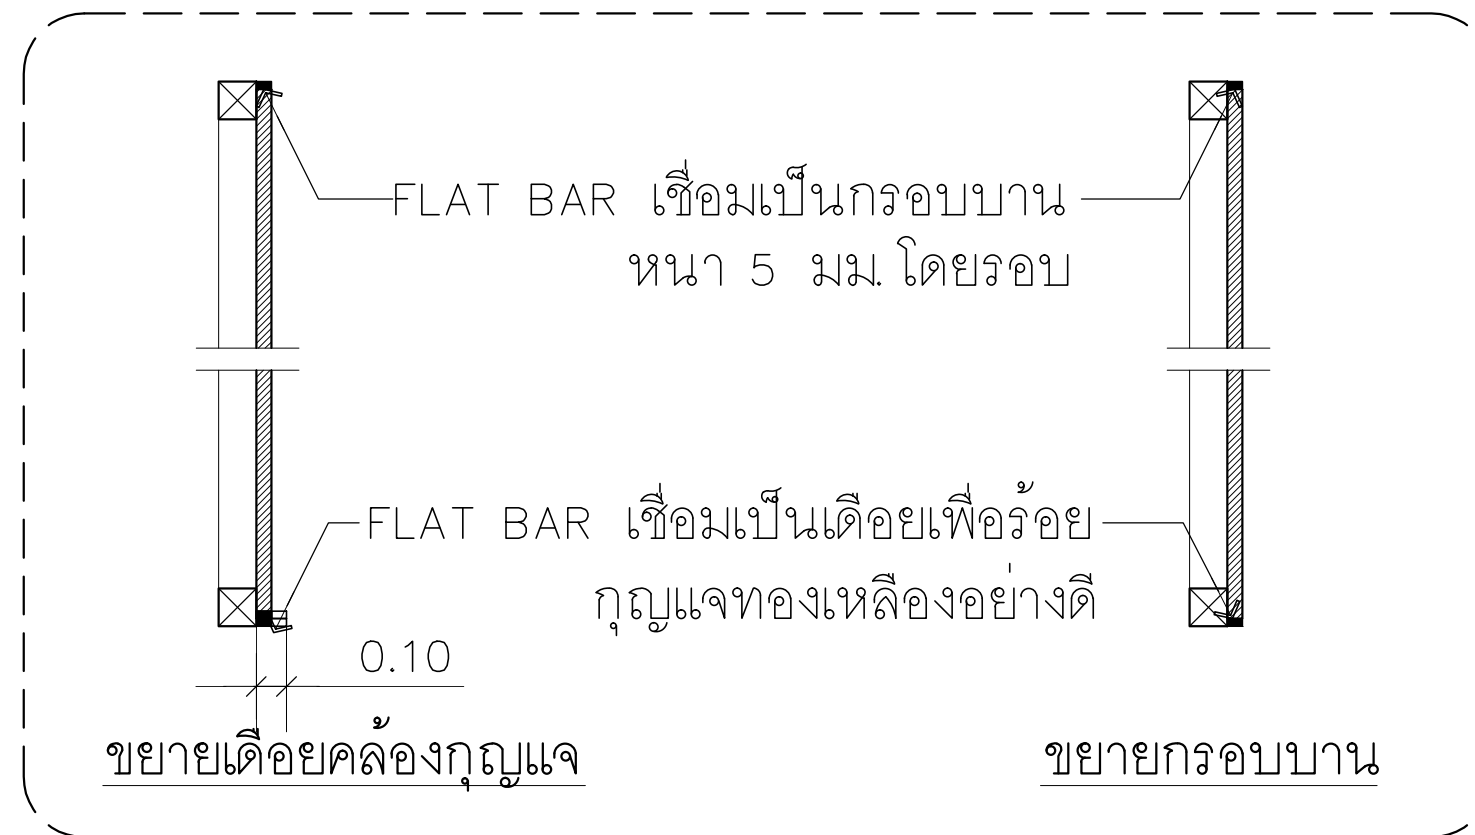 FLAT BAR เชื่อมเป็นกรอบบาน
หนา 5 มม. โดยรอบ
FLAT BAR เชื่อมเป็นเดือยเพื่อร้อย
กุญแจทองเหลืองอย่างดี
0.10
ขยายเดือยคล้องกุญแจ
ขยายกรอบบาน